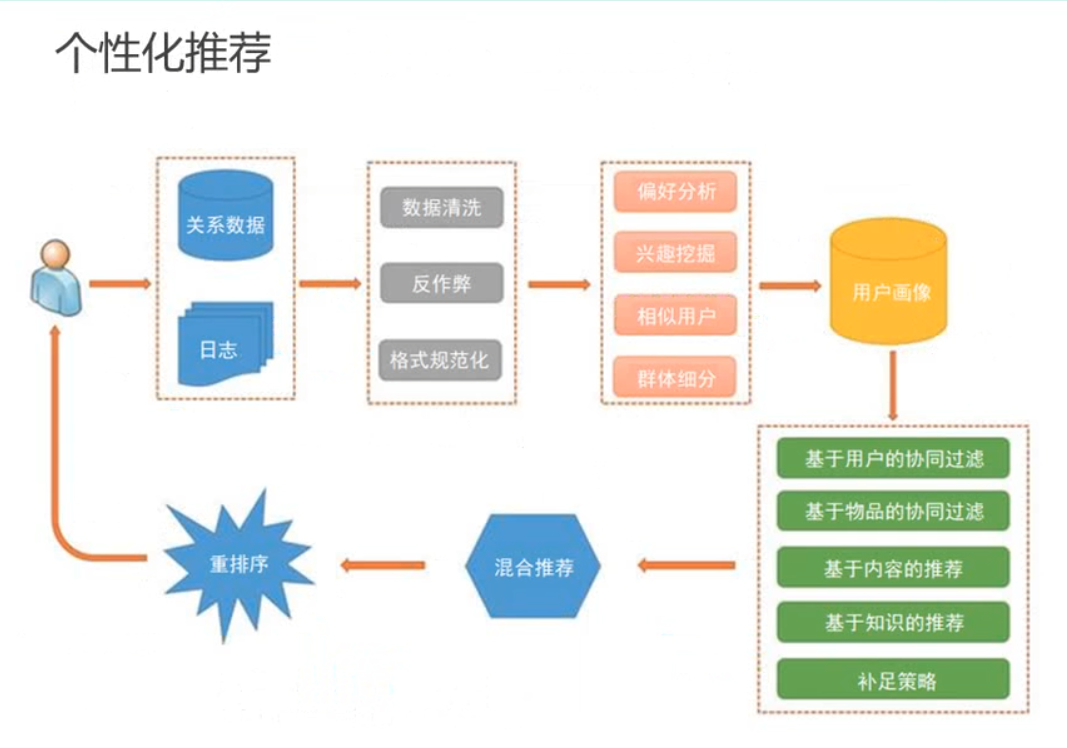 个性化推荐
关系数据
日志
数据清洗
反作弊
格式规范化
偏好分析
兴趣挖掘
相似用户
群体细分
用户画像
基于用户的协同过滤
基于物品的协同过滤
基于内容的推荐
基于知识的推荐
补足策略
混合推荐
重排序